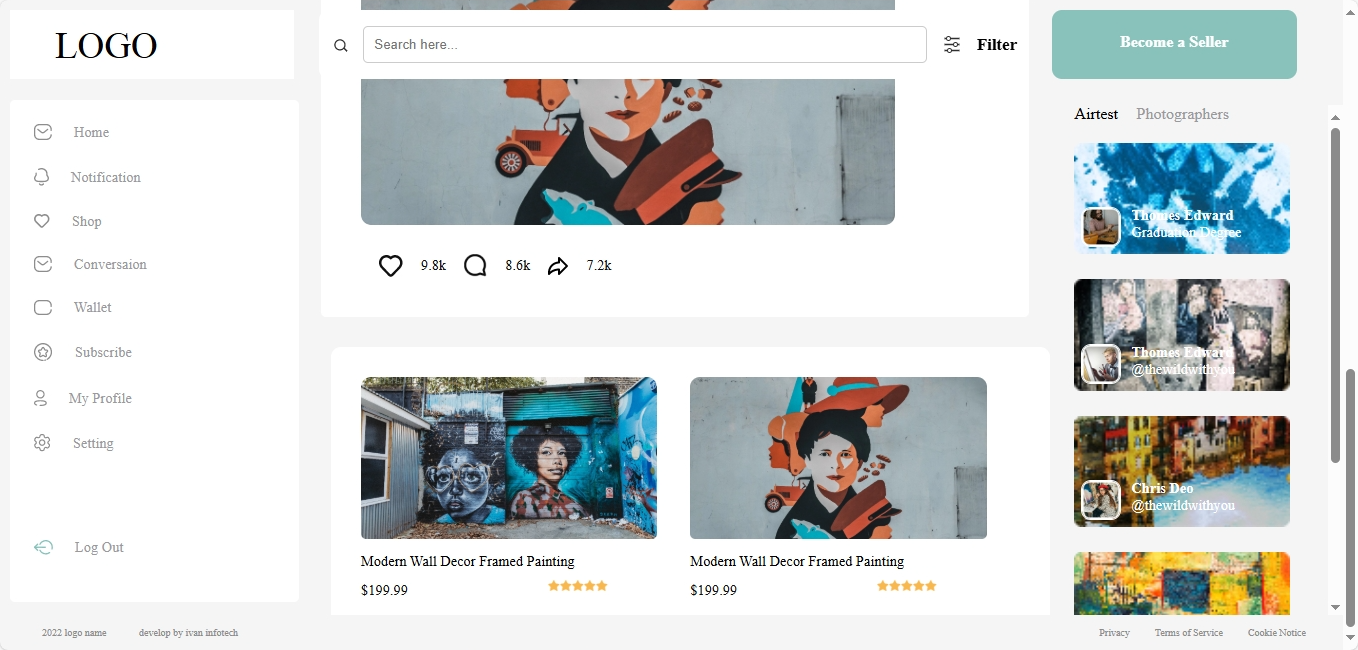 LOGO
Home
Notification
Shop
Conversaion
Wallet
Subscribe
My Profile
Setting
Log Out
Search here...
Filter
9.8k
8.6k
7.2k
Modern Wall Decor Framed Painting
$199.99
Modern Wall Decor Framed Painting
$199.99
Become a Seller
Airtest Photographers
Thomes Edward
Graduation Degree
Thomes Edward
@thewildwithyou
Chris Deo
@thewildwithyou
2022 logo name
develop by ivan infotech
Privacy
Terms of Service
Cookie Notice